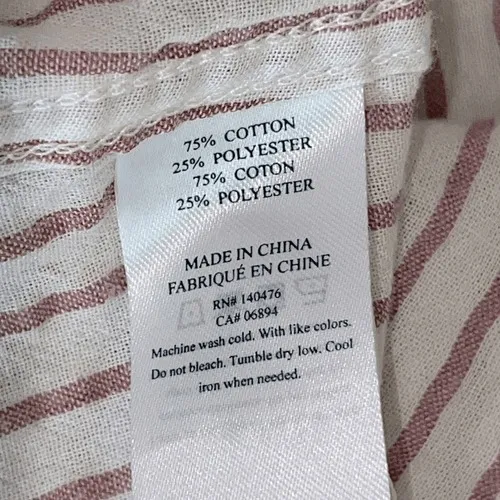 75% COTTON
25% POLYESTER
75% COTON
25% POLYESTER
MADE IN CHINA
FABRIQUÉ EN CHINE
RN# 140476
CA# 06894
Machine wash cold. With like colors.
Do not bleach. Tumble dry low. Cool
iron when needed.